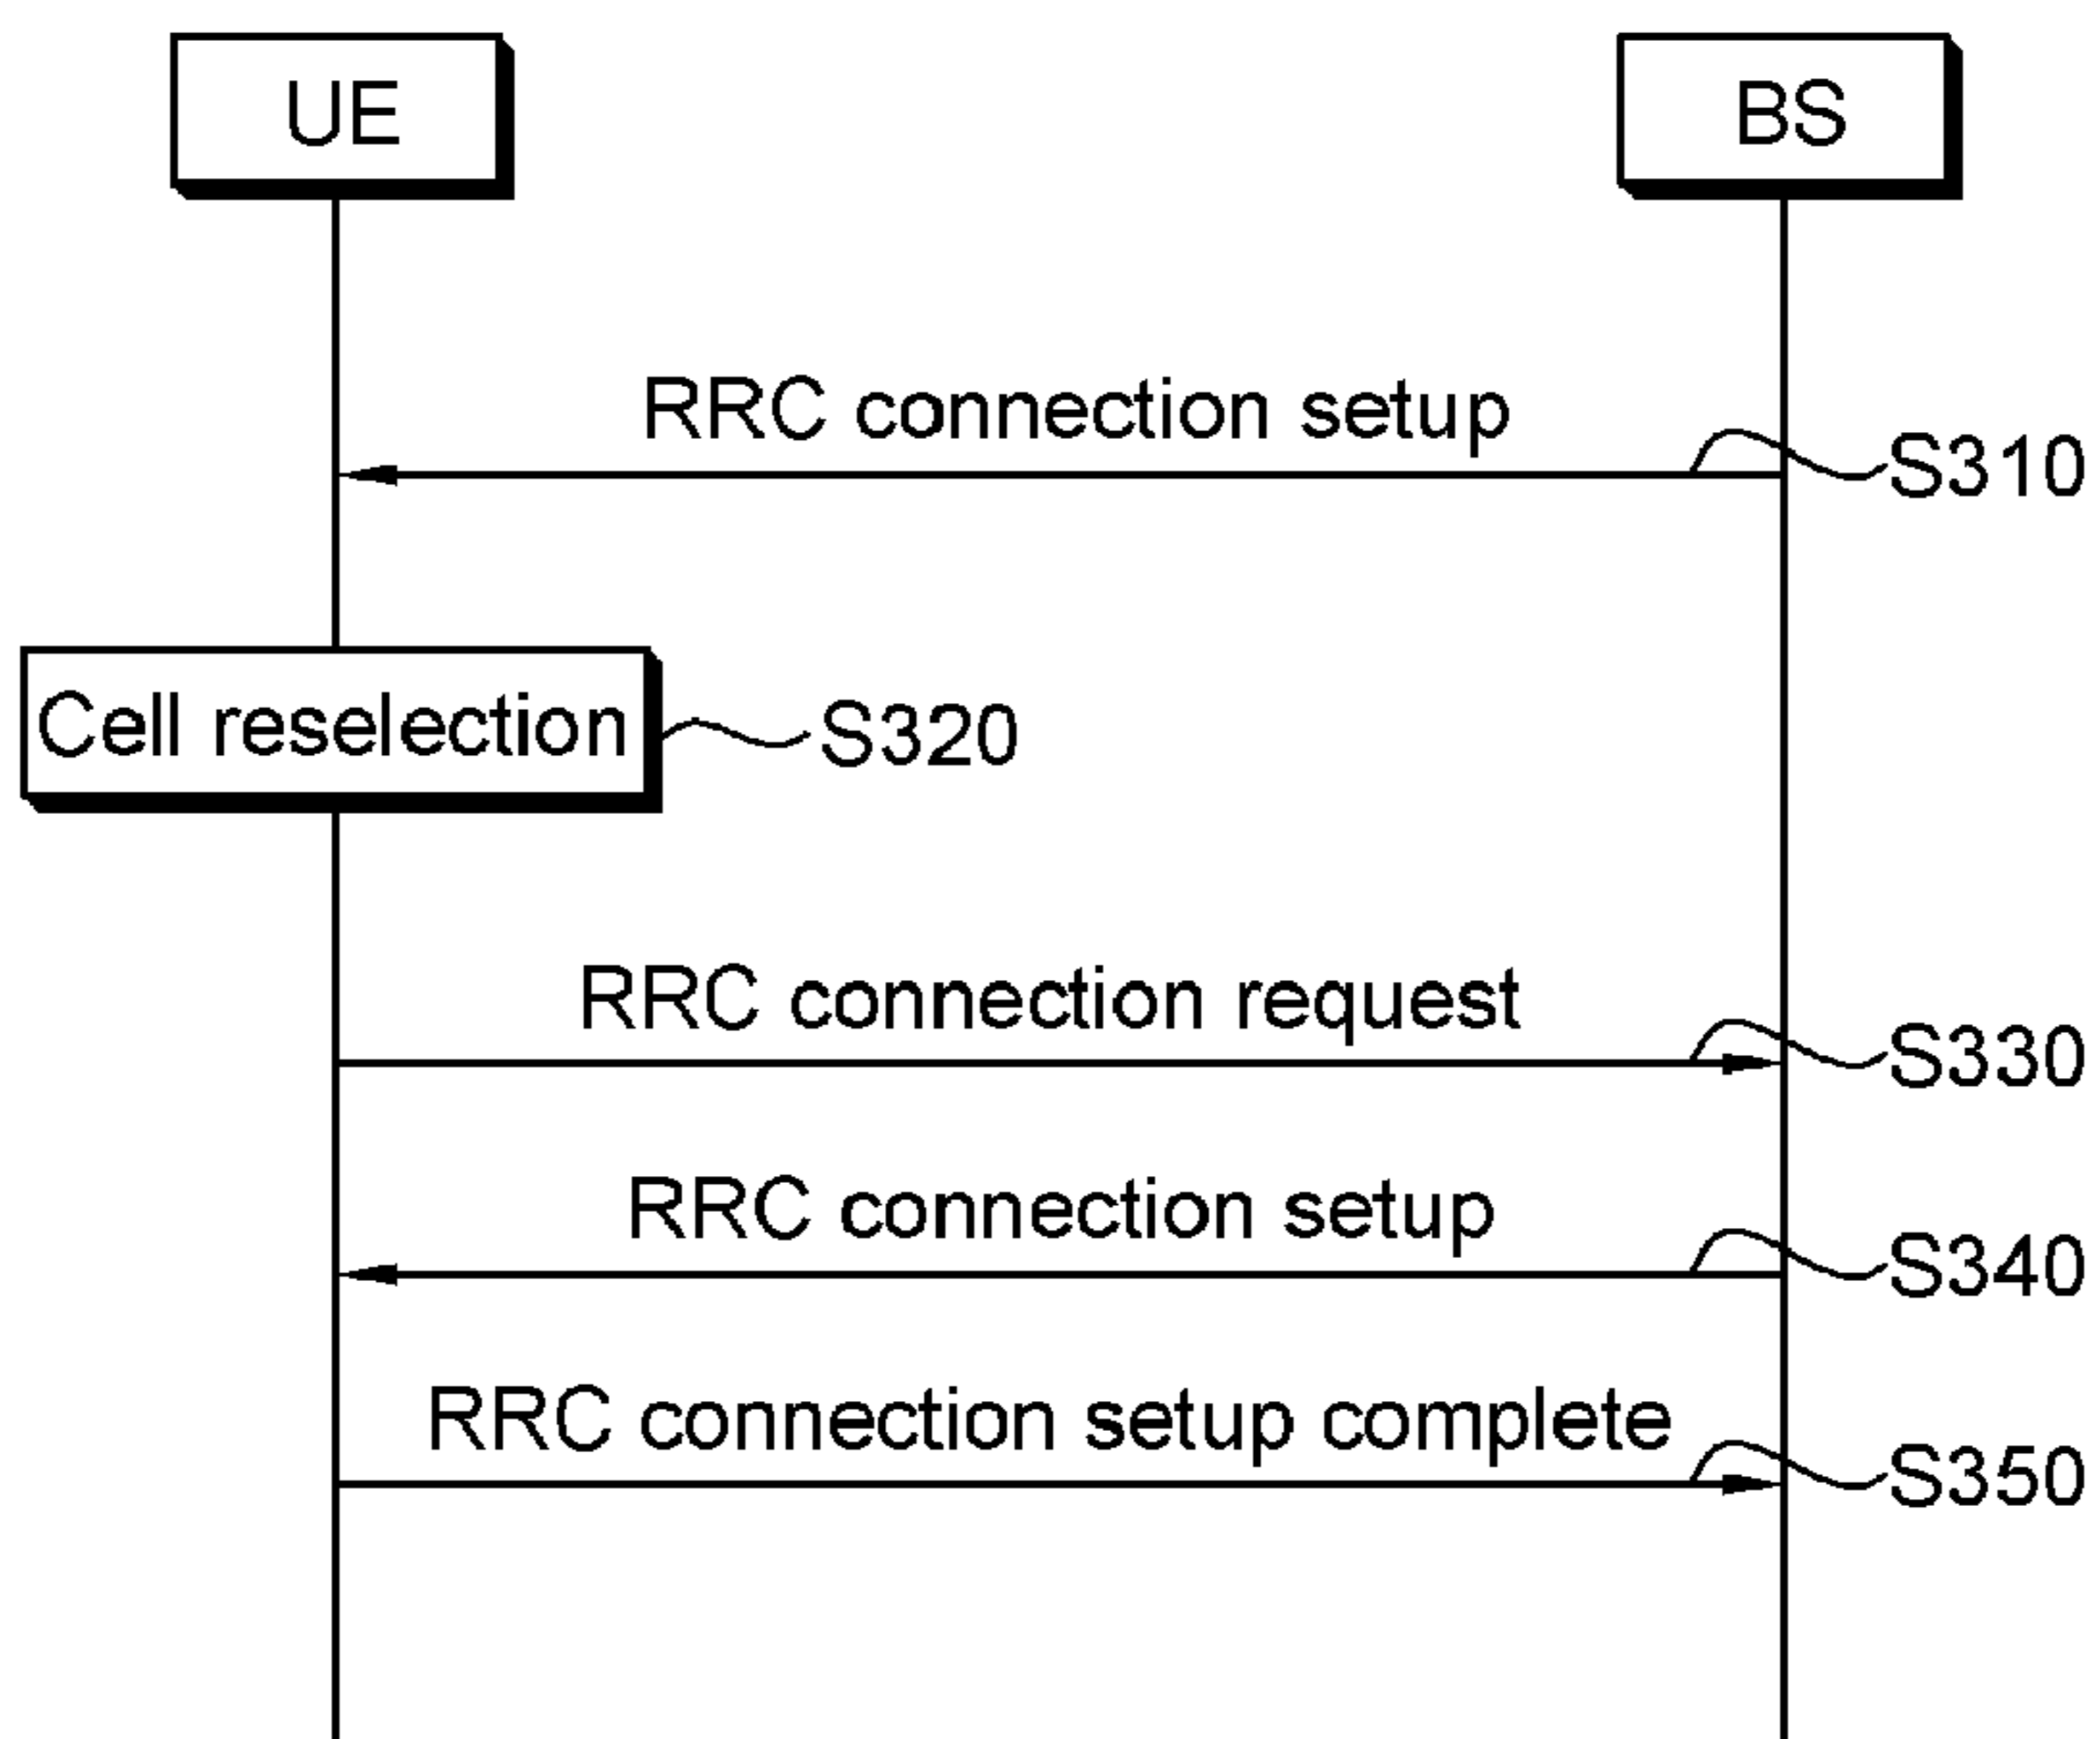 UE
BS
RRC connection setup
S310
Cell reselection
S320
RRC connection request
S330
RRC connection setup
S340
RRC connection setup complete
S350